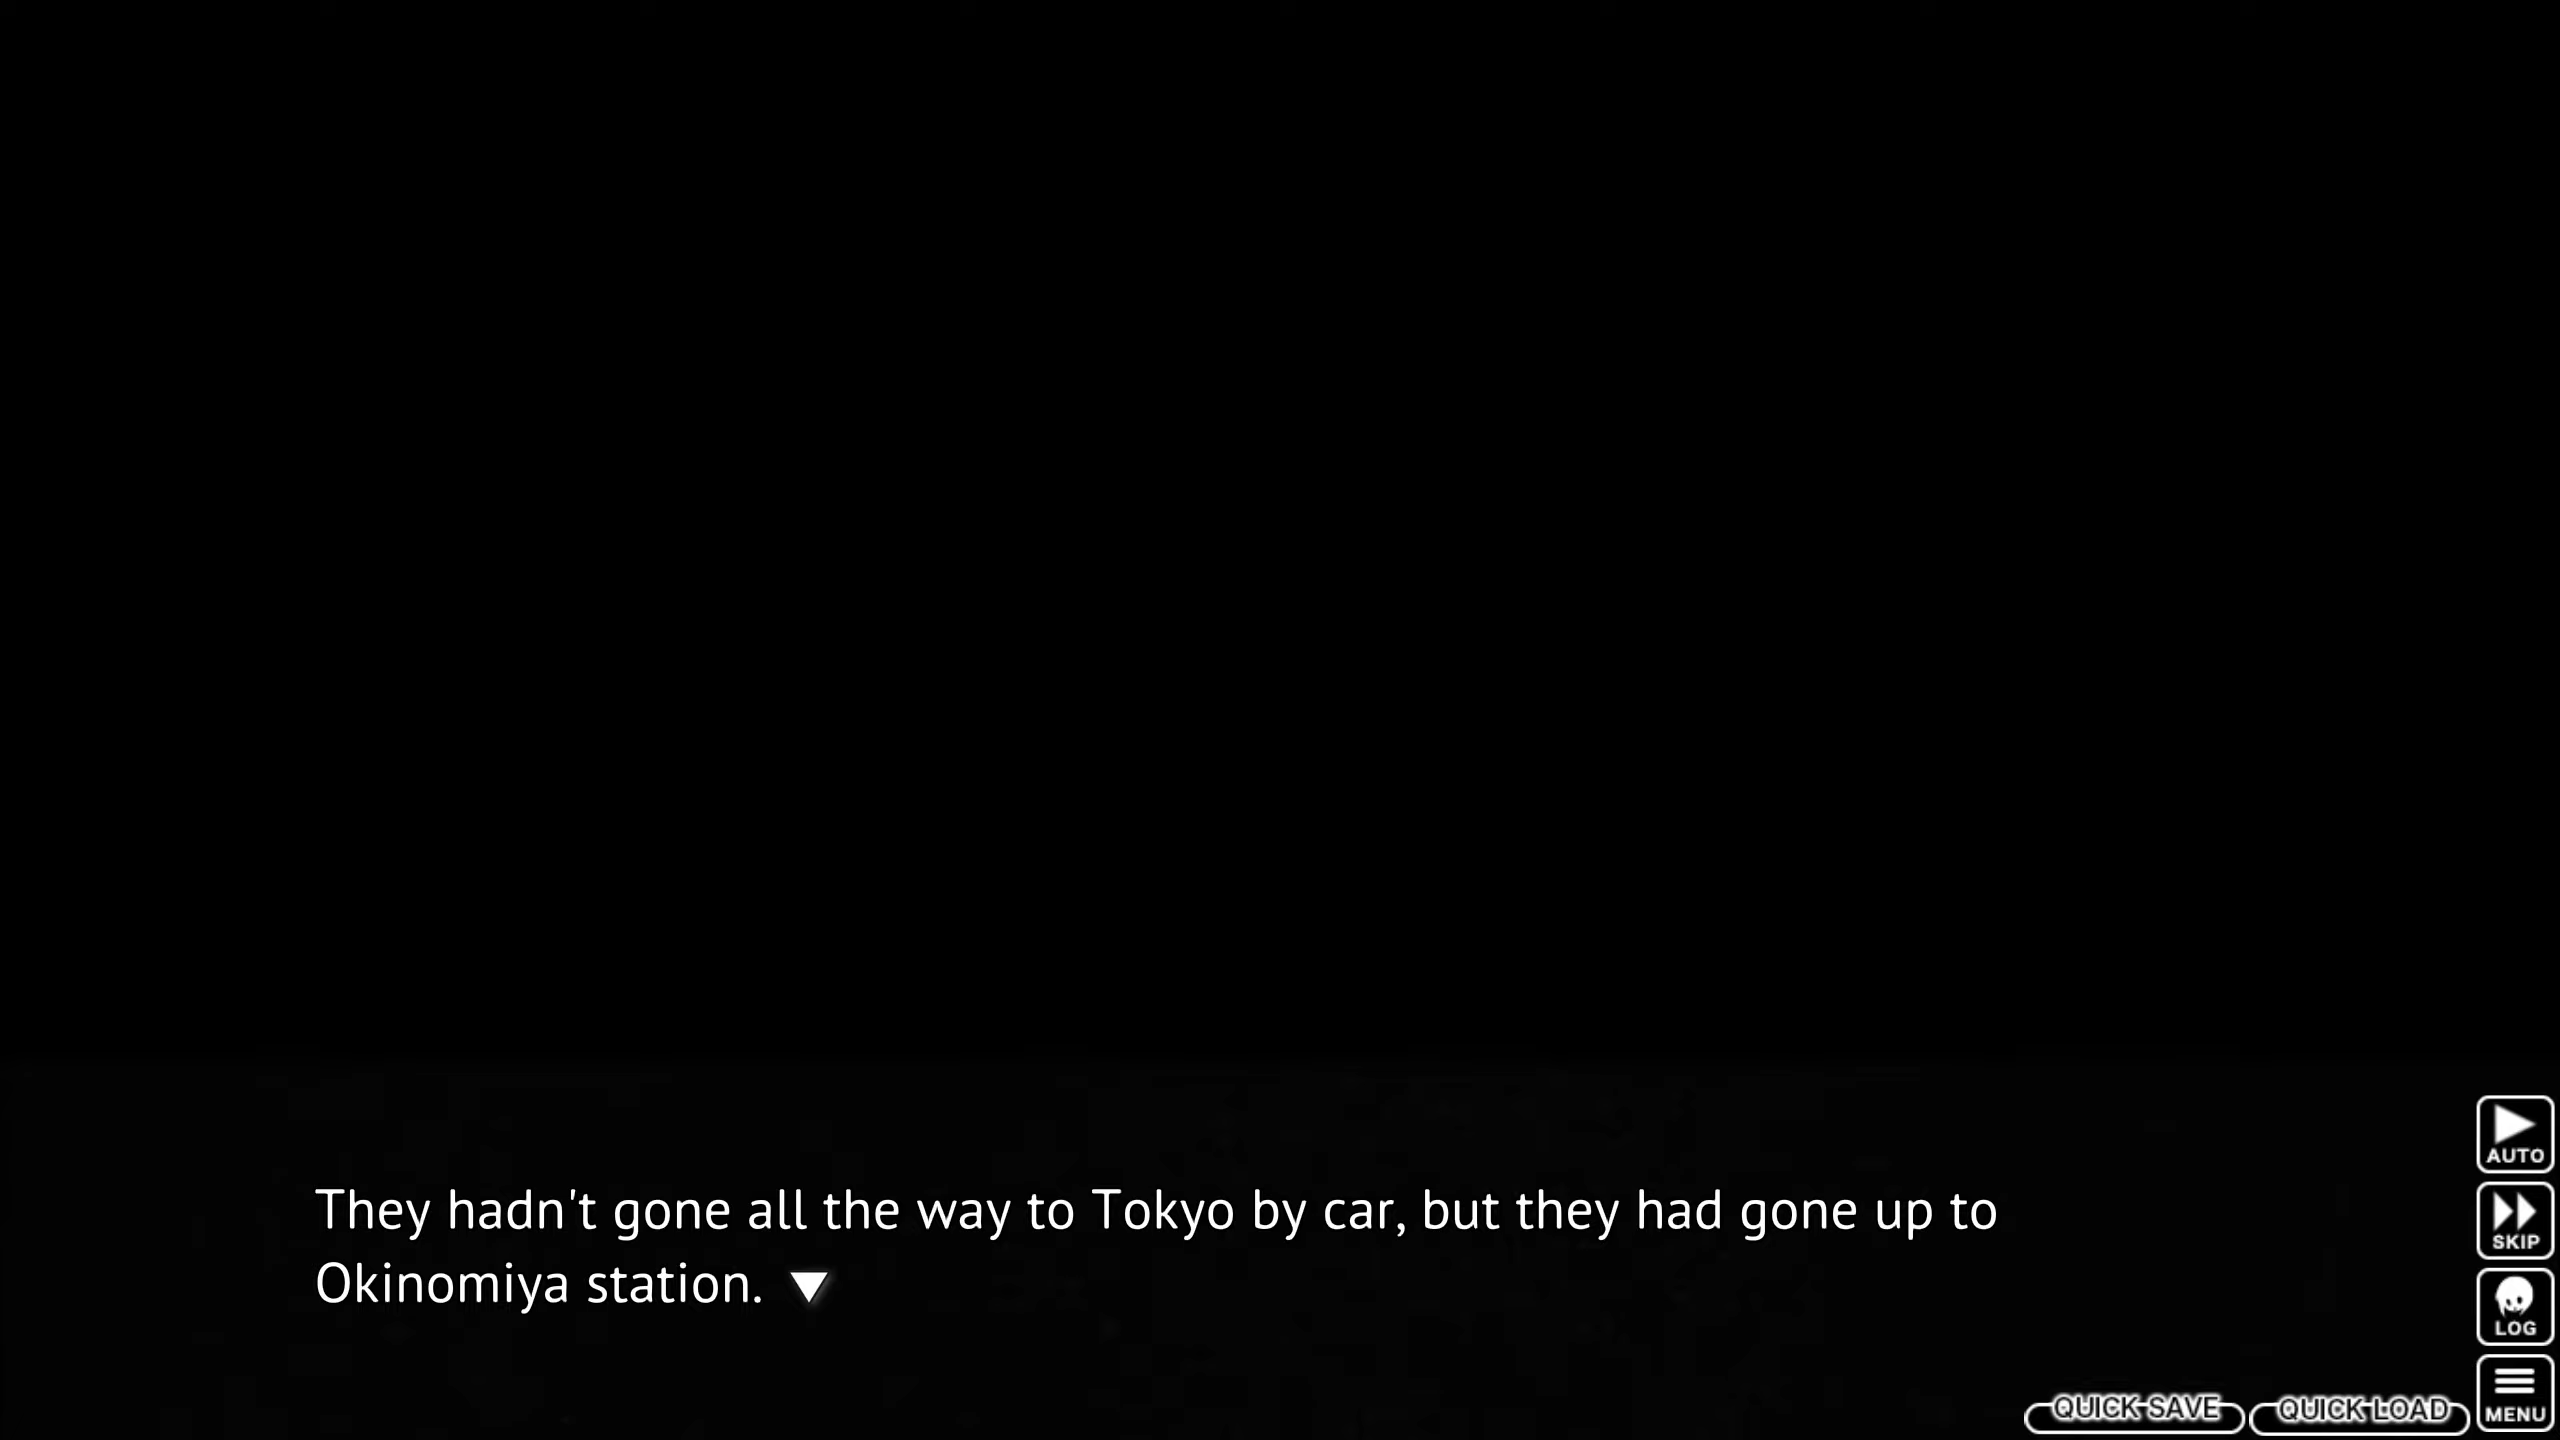 They hadn't gone all the way to Tokyo by car, but they had gone up to
Okinomiya station.
AUTO
SKIP
LOG
MENU
QUICK SAVE
QUICK LOAD